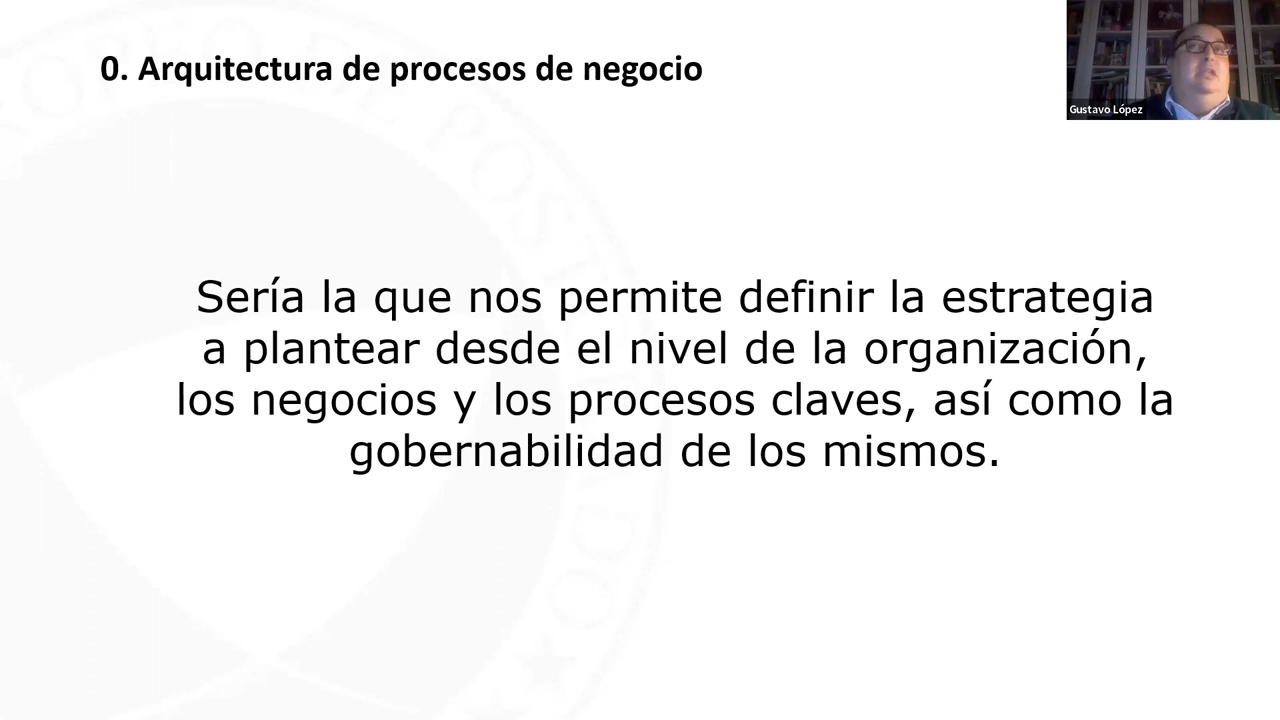 0. Arquitectura de procesos de negocio
Gustavo López
Sería la que nos permite definir la estrategia
a plantear desde el nivel de la organización,
los negocios y los procesos claves, así como la
gobernabilidad de los mismos.